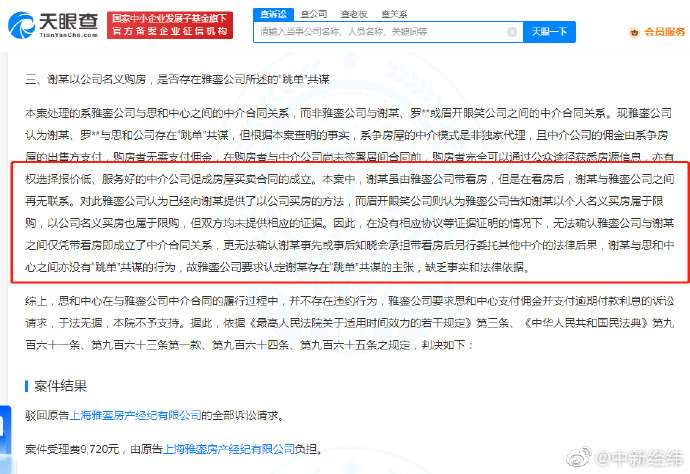 天眼查
TianYanCha.com
国家中小企业发展子基金旗下
官方备案企业征信机构
查诉讼 查公司 查老板 查关系
请输入当事公司名称、人员名称、关键词等
天眼一下
会员服务
三、谢某以公司名义购房，是否存在雅銮公司所述的“跳单”共谋
本案处理的系雅銮公司与思和中心之间的中介合同关系，而非雅銮公司与谢某、罗**或眉开眼笑公司之间的中介合同关系。现雅銮公司
认为谢某、罗**与思和公司存在“跳单”共谋，但根据本案查明的事实，系争房屋的中介模式是非独家代理，且中介公司的佣金由系争房
屋的出售方支付，购房者无需支付佣金，在购房者与中介公司尚未签署居间合同前，购房者完全可以通过公众途径获悉房源信息，亦有
权选择报价低、服务好的中介公司促成房屋买卖合同的成立。本案中，谢某虽由雅銮公司带着房，但是在看房后，谢某与雅銮公司之间
再无联系。对此雅銮公司认为已经向谢某提供了以公司买房的方法，而眉开眼笑公司则认为雅銮公司告知谢某以个人名义买房属于限
购，以公司名义买房也属于限购，但双方均未提供相应的证据。因此，在没有相应协议等证据证明的情况下，无法确认雅銮公司与谢某
之间仅凭带看房即成立了中介合同关系，更无法确认谢某事先或事后知晓会承担带看房后另行委托其他中介的法律后果，谢某与思和中
心之间亦没有“跳单”共谋的行为，故雅銮公司要求认定谢某存在“跳单”共谋的主张，缺乏事实和法律依据。
综上，思和中心在与雅銮公司中介合同的履行过程中，并不存在违约行为，雅銮公司要求思和中心支付佣金并支付逾期付款利息的诉讼
请求，于法无据，本院不予支持。据此，依据《最高人民法院关于适用时间效力的若干规定》第三条、《中华人民共和国民法典》第九
百六十一条、第九百六十三条第一款、第九百六十四条、第九百六十五条之规定，判决如下：
案件结果
驳回原告上海雅銮房产经纪有限公司的全部诉讼请求。
案件受理费9,720元，由原告上海雅銮房产经纪有限公司负担。
@中新经纬